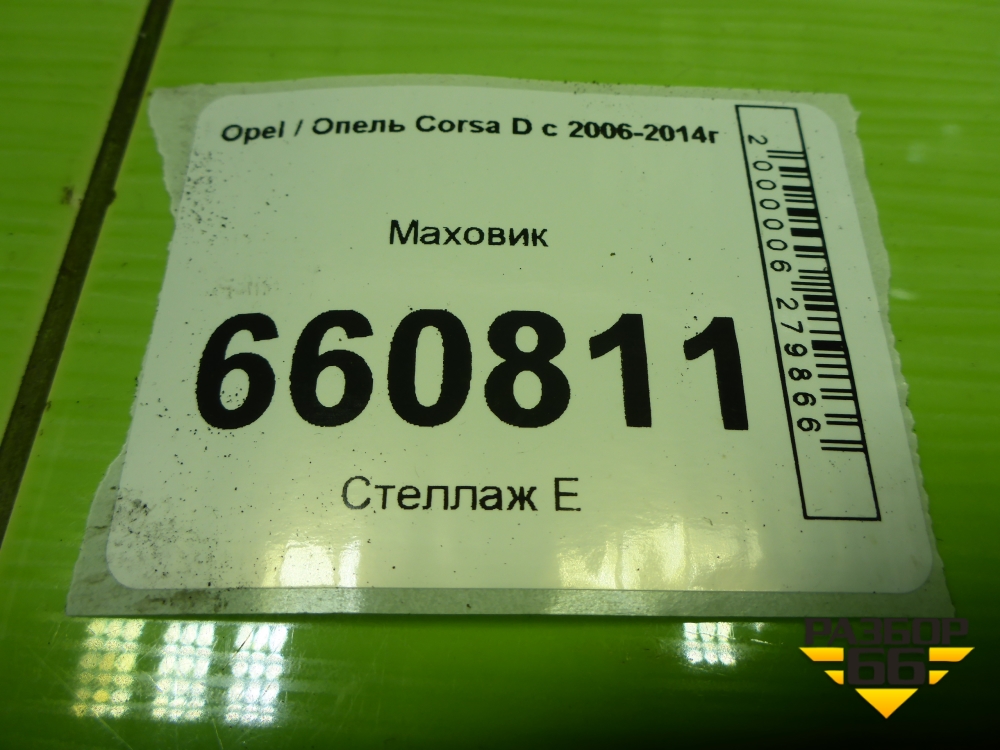 Opel / Опель Corsa D с 2006-2014г
Маховик
660811
Стеллаж Е
2000006279866
РАЗБОР
66